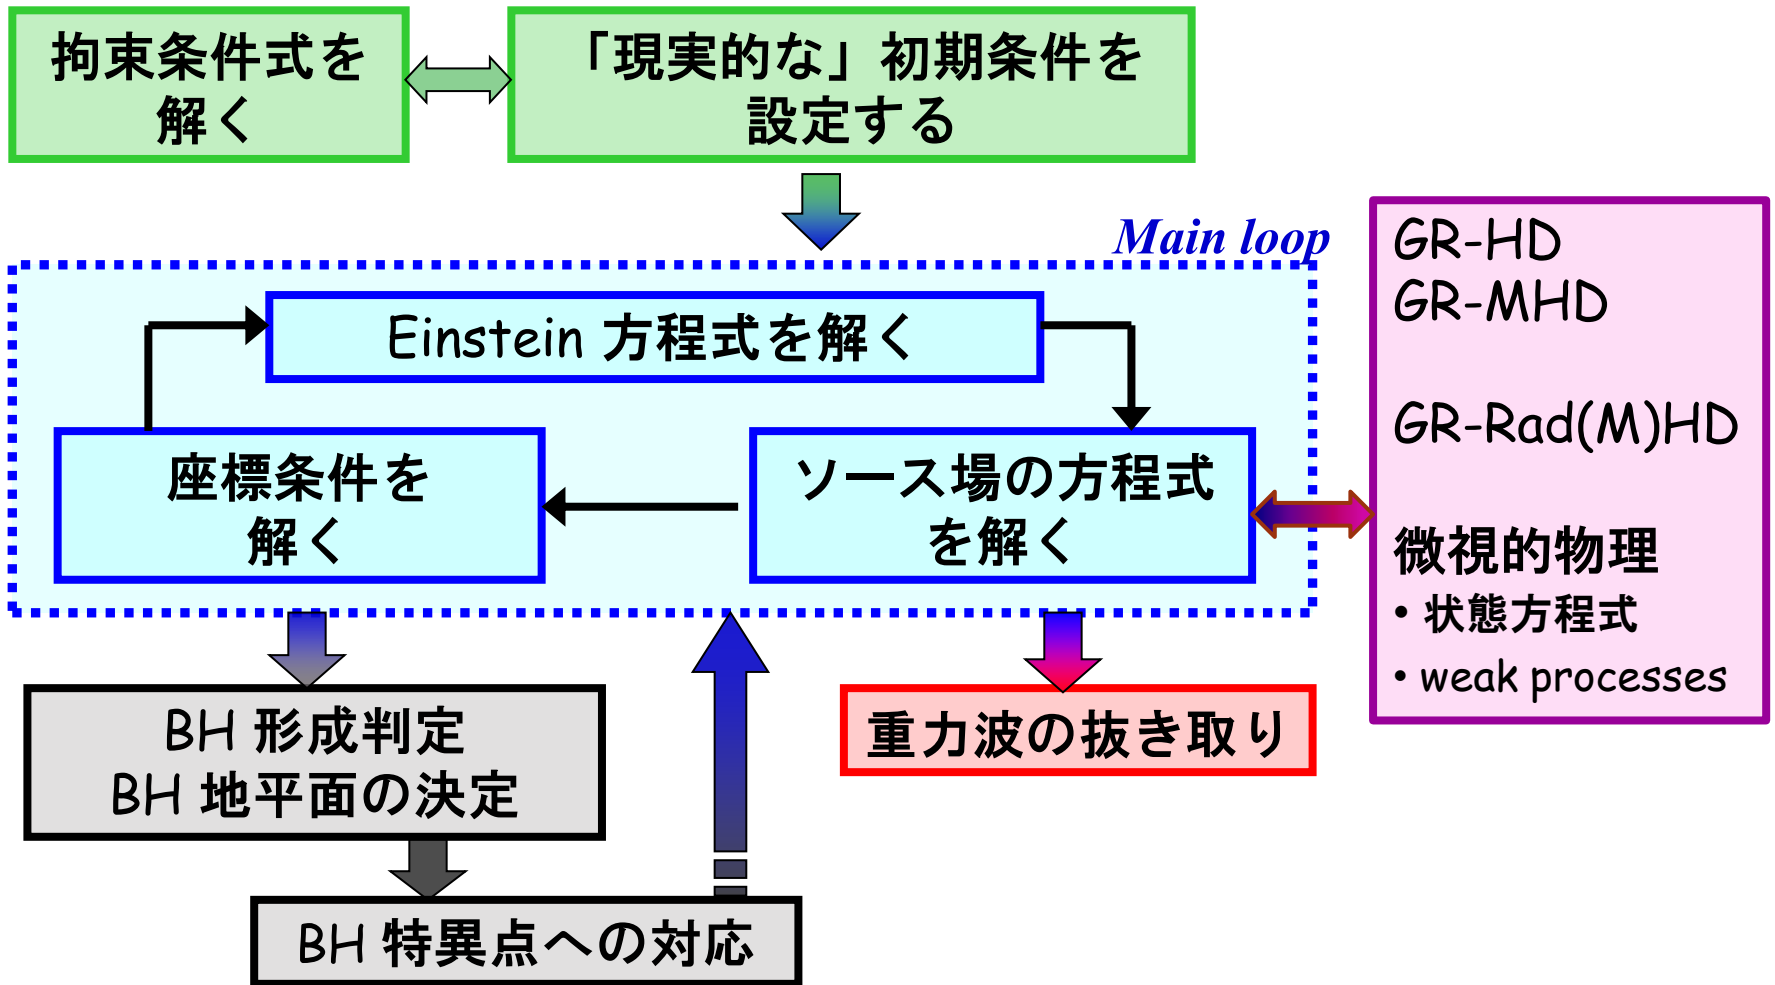 拘束条件式を
解く
「現実的な」初期条件を
設定する
Main loop
Einstein 方程式を解く
座標条件を
解く
ソース場の方程式
を解く
GR-HD
GR-MHD
GR-Rad(M)HD
微視的物理
• 状態方程式
• weak processes
BH 形成判定
BH 地平面の決定
重力波の抜き取り
BH 特異点への対応